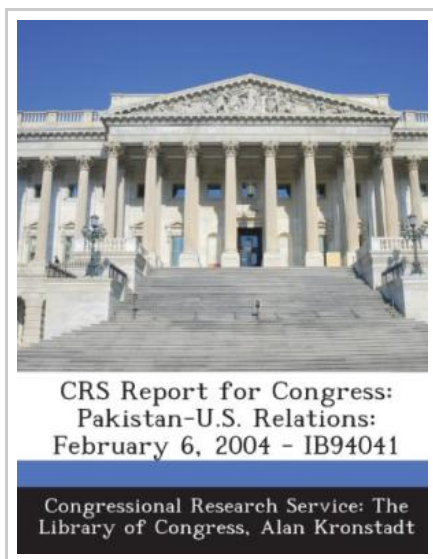 CRS Report for Congress:
Pakistan-U.S. Relations:
February 6, 2004 - IB94041
Congressional Research Service: The
Library of Congress, Alan Kronstadt